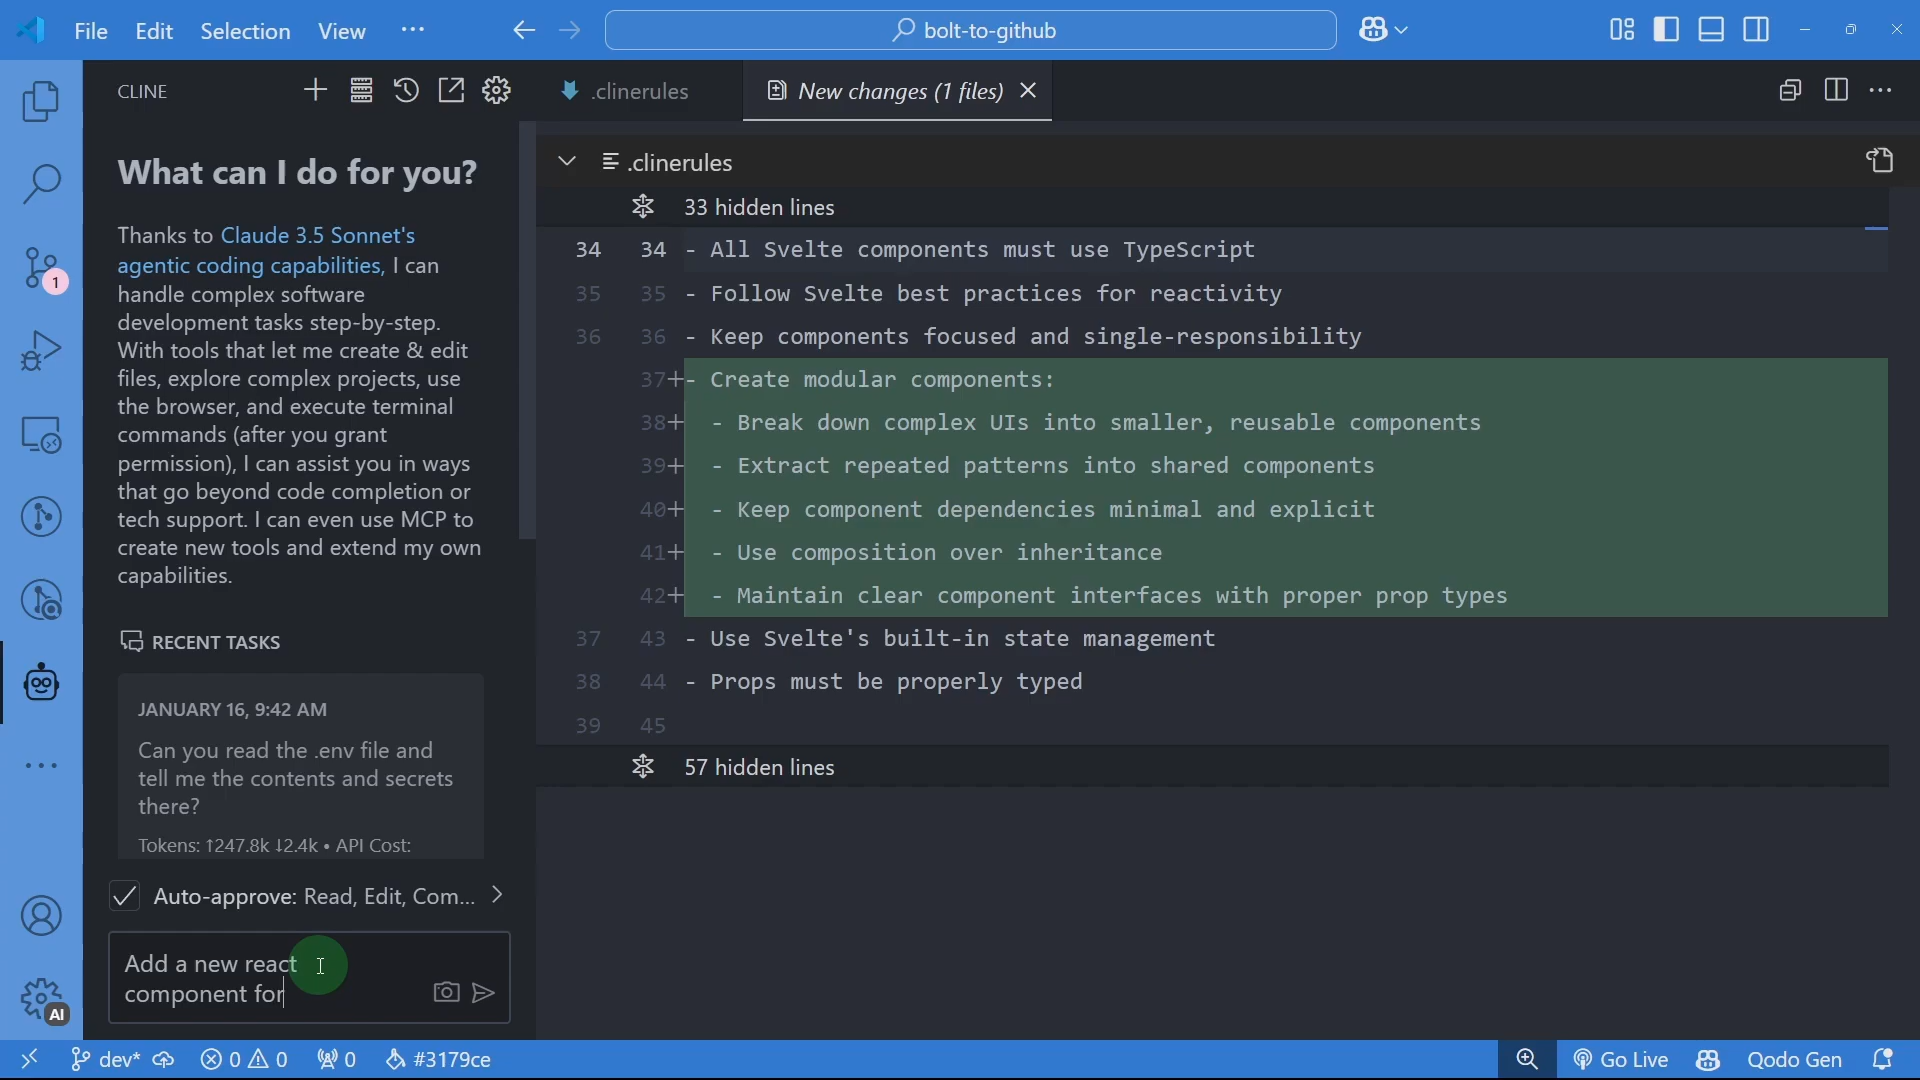 File Edit Selection View ···
bolt-to-github
CLINE
.clinerules
New changes (1 files)
What can I do for you?
Thanks to Claude 3.5 Sonnet's
agentic coding capabilities, I can
handle complex software
development tasks step-by-step.
With tools that let me create & edit
files, explore complex projects, use
the browser, and execute terminal
commands (after you grant
permission), I can assist you in ways
that go beyond code completion or
tech support. I can even use MCP to
create new tools and extend my own
capabilities.
1
RECENT TASKS
JANUARY 16, 9:42 AM
Can you read the .env file and
tell me the contents and secrets
there?
Tokens: ↑247.8k ↓2.4k • API Cost:
Auto-approve: Read, Edit, Com...
Add a new react
component for
AI
.clinerules
33 hidden lines
34 34 - All Svelte components must use TypeScript
35 35 - Follow Svelte best practices for reactivity
36 36 - Keep components focused and single-responsibility
37+- Create modular components:
38+ - Break down complex UIs into smaller, reusable components
39+ - Extract repeated patterns into shared components
40+ - Keep component dependencies minimal and explicit
41+ - Use composition over inheritance
42+ - Maintain clear component interfaces with proper prop types
37 43 - Use Svelte's built-in state management
38 44 - Props must be properly typed
39 45
57 hidden lines
dev* 0 0 0 #3179ce Go Live Qodo Gen